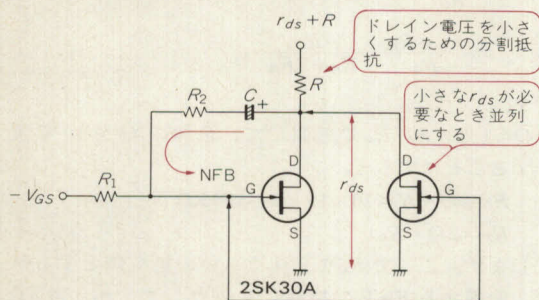 r_ds + R
ドレイン電圧を小さ
くするための分割抵
抗
R
R₂
C
+
小さなr_dsが必
要なとき並列
にする
NFB
D
D
r_ds
− V_GS
R₁
G
G
S
S
2SK30A